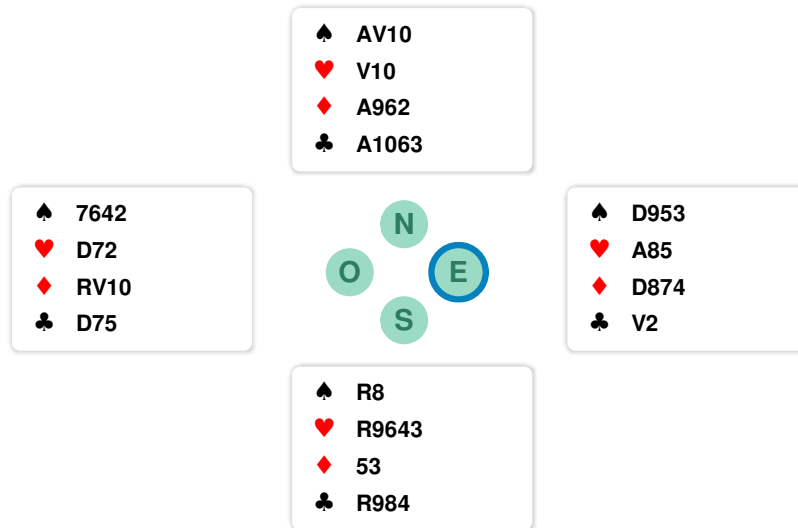 ♠ AV10
♥ V10
♦ A962
♣ A1063
♠ 7642
♥ D72
♦ RV10
♣ D75
N
O E
S
♠ D953
♥ A85
♦ D874
♣ V2
♠ R8
♥ R9643
♦ 53
♣ R984